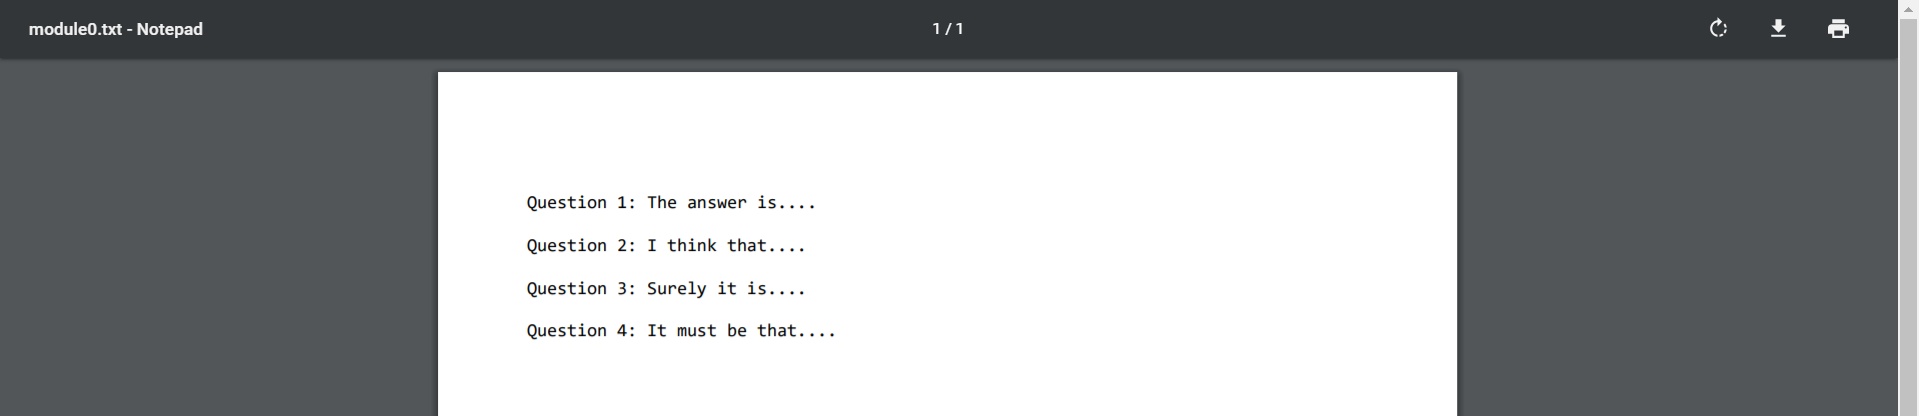 module0.txt - Notepad
1 / 1
Question 1: The answer is....
Question 2: I think that....
Question 3: Surely it is....
Question 4: It must be that....